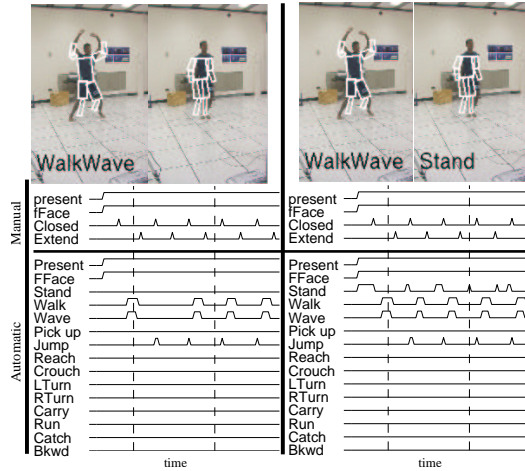 WalkWave
WalkWave Stand
Manual
present
fFace
Closed
Extend
present
fFace
Closed
Extend
Automatic
Present
FFace
Stand
Walk
Wave
Pick up
Jump
Reach
Crouch
LTurn
RTurn
Carry
Run
Catch
Bkwd
time
Present
FFace
Stand
Walk
Wave
Pick up
Jump
Reach
Crouch
LTurn
RTurn
Carry
Run
Catch
Bkwd
time